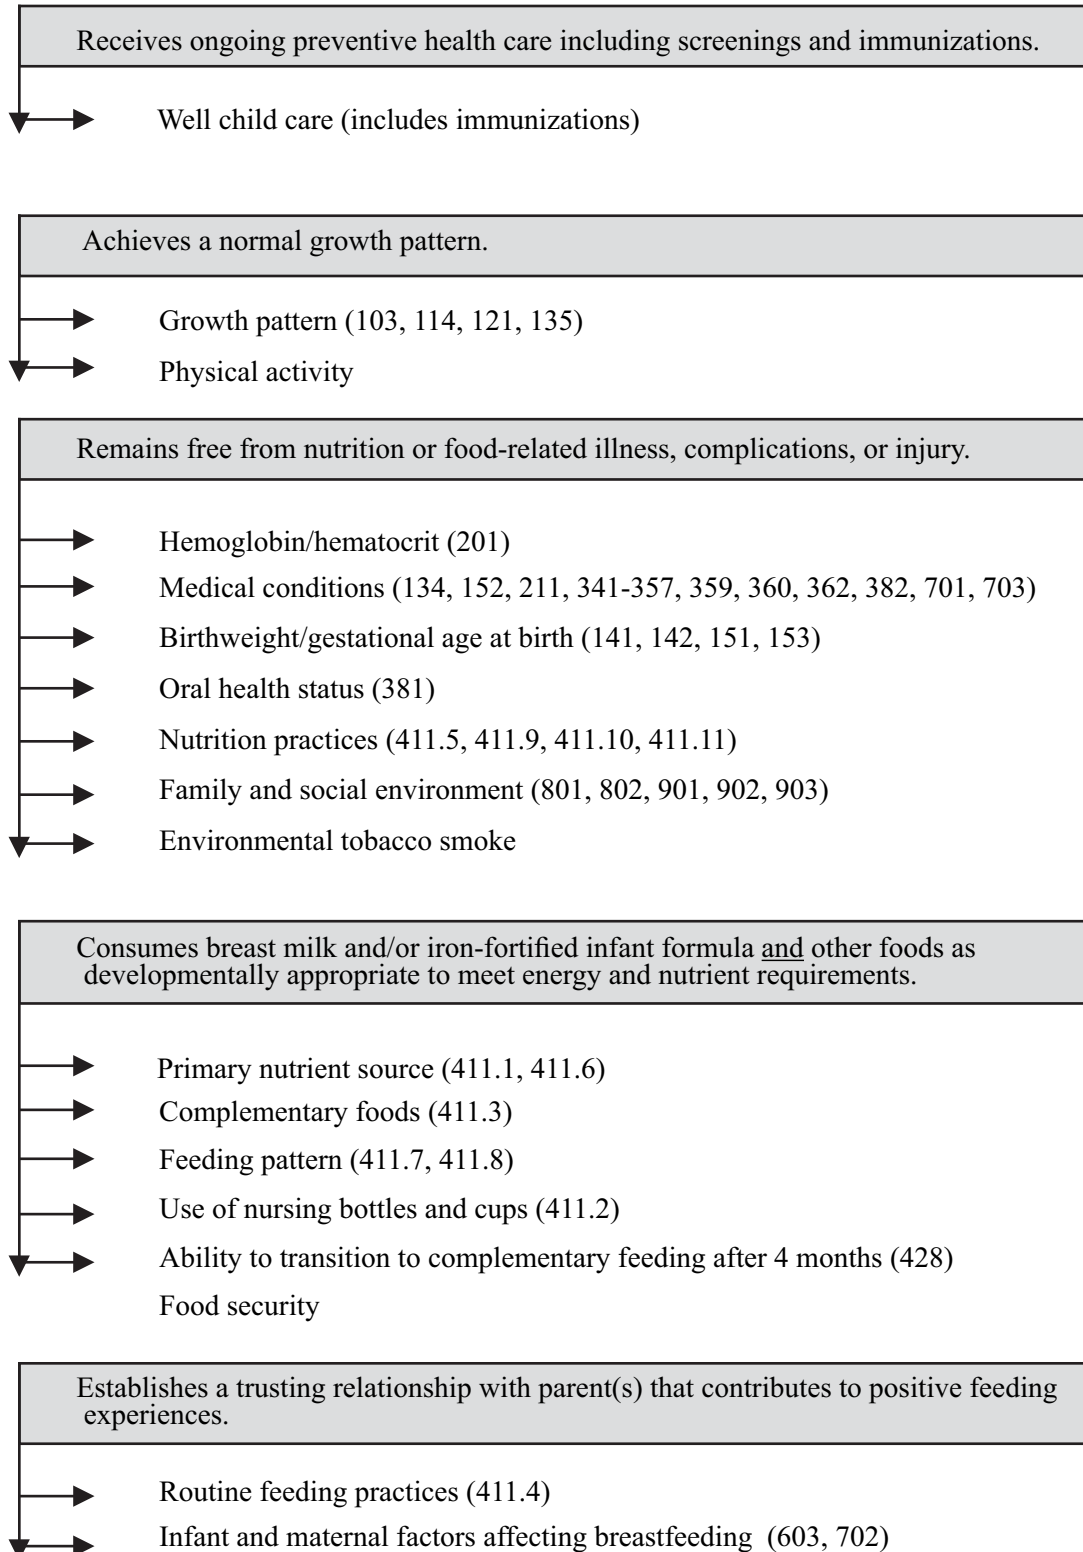 Receives ongoing preventive health care including screenings and immunizations.
Well child care (includes immunizations)
Achieves a normal growth pattern.
Growth pattern (103, 114, 121, 135)
Physical activity
Remains free from nutrition or food-related illness, complications, or injury.
Hemoglobin/hematocrit (201)
Medical conditions (134, 152, 211, 341-357, 359, 360, 362, 382, 701, 703)
Birthweight/gestational age at birth (141, 142, 151, 153)
Oral health status (381)
Nutrition practices (411.5, 411.9, 411.10, 411.11)
Family and social environment (801, 802, 901, 902, 903)
Environmental tobacco smoke
Consumes breast milk and/or iron-fortified infant formula and other foods as
developmentally appropriate to meet energy and nutrient requirements.
Primary nutrient source (411.1, 411.6)
Complementary foods (411.3)
Feeding pattern (411.7, 411.8)
Use of nursing bottles and cups (411.2)
Ability to transition to complementary feeding after 4 months (428)
Food security
Establishes a trusting relationship with parent(s) that contributes to positive feeding
experiences.
Routine feeding practices (411.4)
Infant and maternal factors affecting breastfeeding (603, 702)